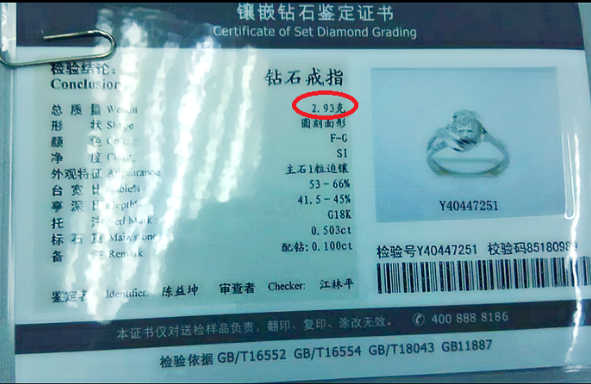 镶嵌钻石鉴定证书
Certificate of Set Diamond Grading
检验结论:
Conclusion
钻石戒指
总质量 Weight 2.93克
形状 Shape 圆刻面形
颜色 F-G
净度 SI
外观特征 Appearance 主石1粒边镶
台宽比 53-66%
亭深比 41.5-45%
托 G18K
标石 0.503ct
备 Remark 配钻:0.100ct
鉴定者 Identifier: 陈益坤 审查者 Checker: 江林平
Y40447251
检验号Y40447251 校验码85180984
本证书仅对送检样品负责，翻印、复印、涂改无效。 400 888 8186
检验依据 GB/T16552 GB/T16554 GB/T18043 GB11887